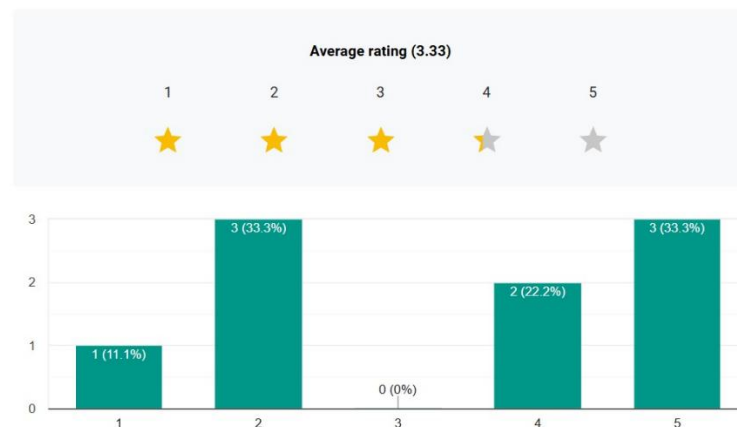 Average rating (3.33)
1 2 3 4 5
3
3 (33.3%) 3 (33.3%)
2
2 (22.2%)
1
1 (11.1%)
0 (0%)
0
1 2 3 4 5